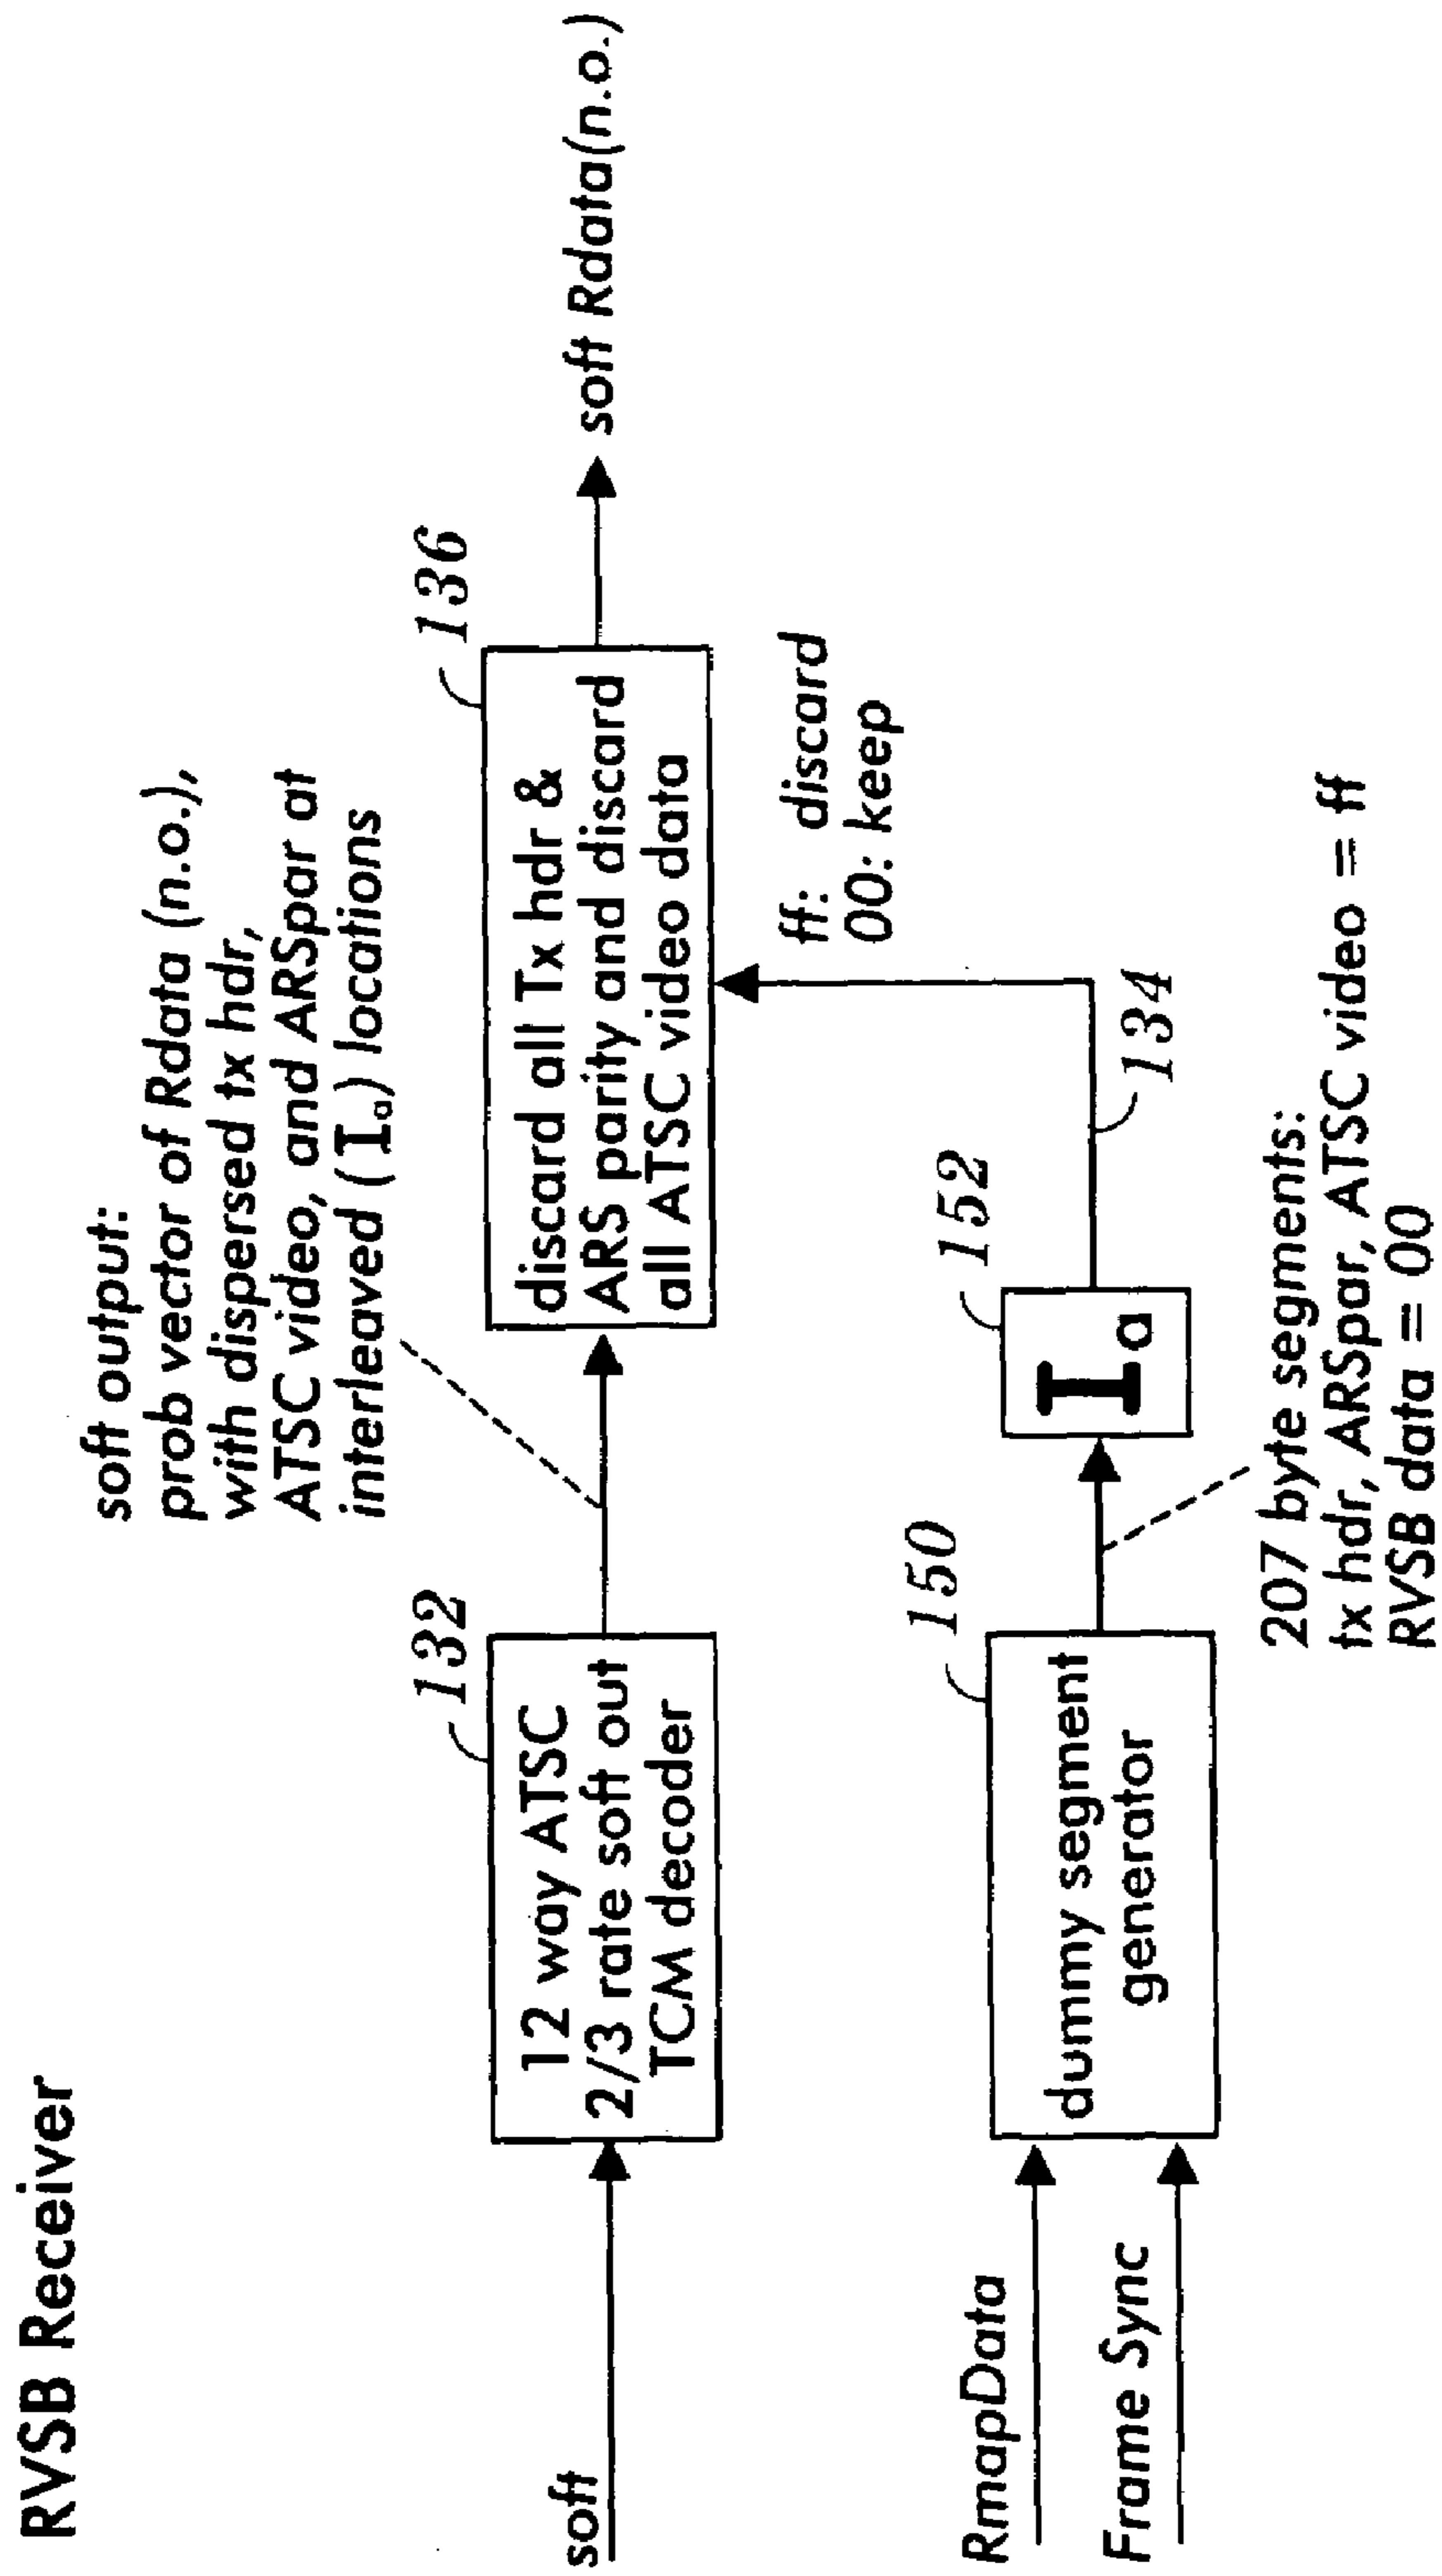 RVSB Receiver
soft output:
prob vector of Rdata (n.o.),
with dispersed tx hdr,
ATSC video, and ARSpar at
interleaved (Ia) locations
soft
132
12 way ATSC
2/3 rate soft out
TCM decoder
136
discard all Tx hdr &
ARS parity and discard
all ATSC video data
soft Rdata(n.o.)
ff: discard
00: keep
RmapData
Frame Sync
150
dummy segment
generator
152
Ia
134
207 byte segments:
tx hdr, ARSpar, ATSC video = ff
RVSB data = 00